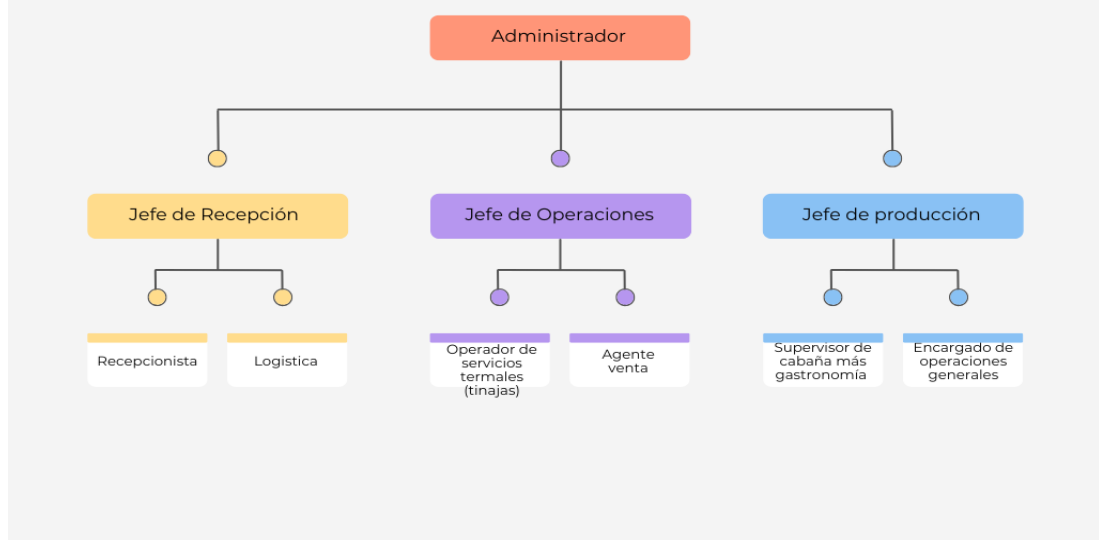 Administrador
Jefe de Recepción
Jefe de Operaciones
Jefe de producción
Recepcionista
Logistica
Operador de
servicios
termales
(tinajas)
Agente
venta
Supervisor de
cabaña más
gastronomía
Encargado de
operaciones
generales